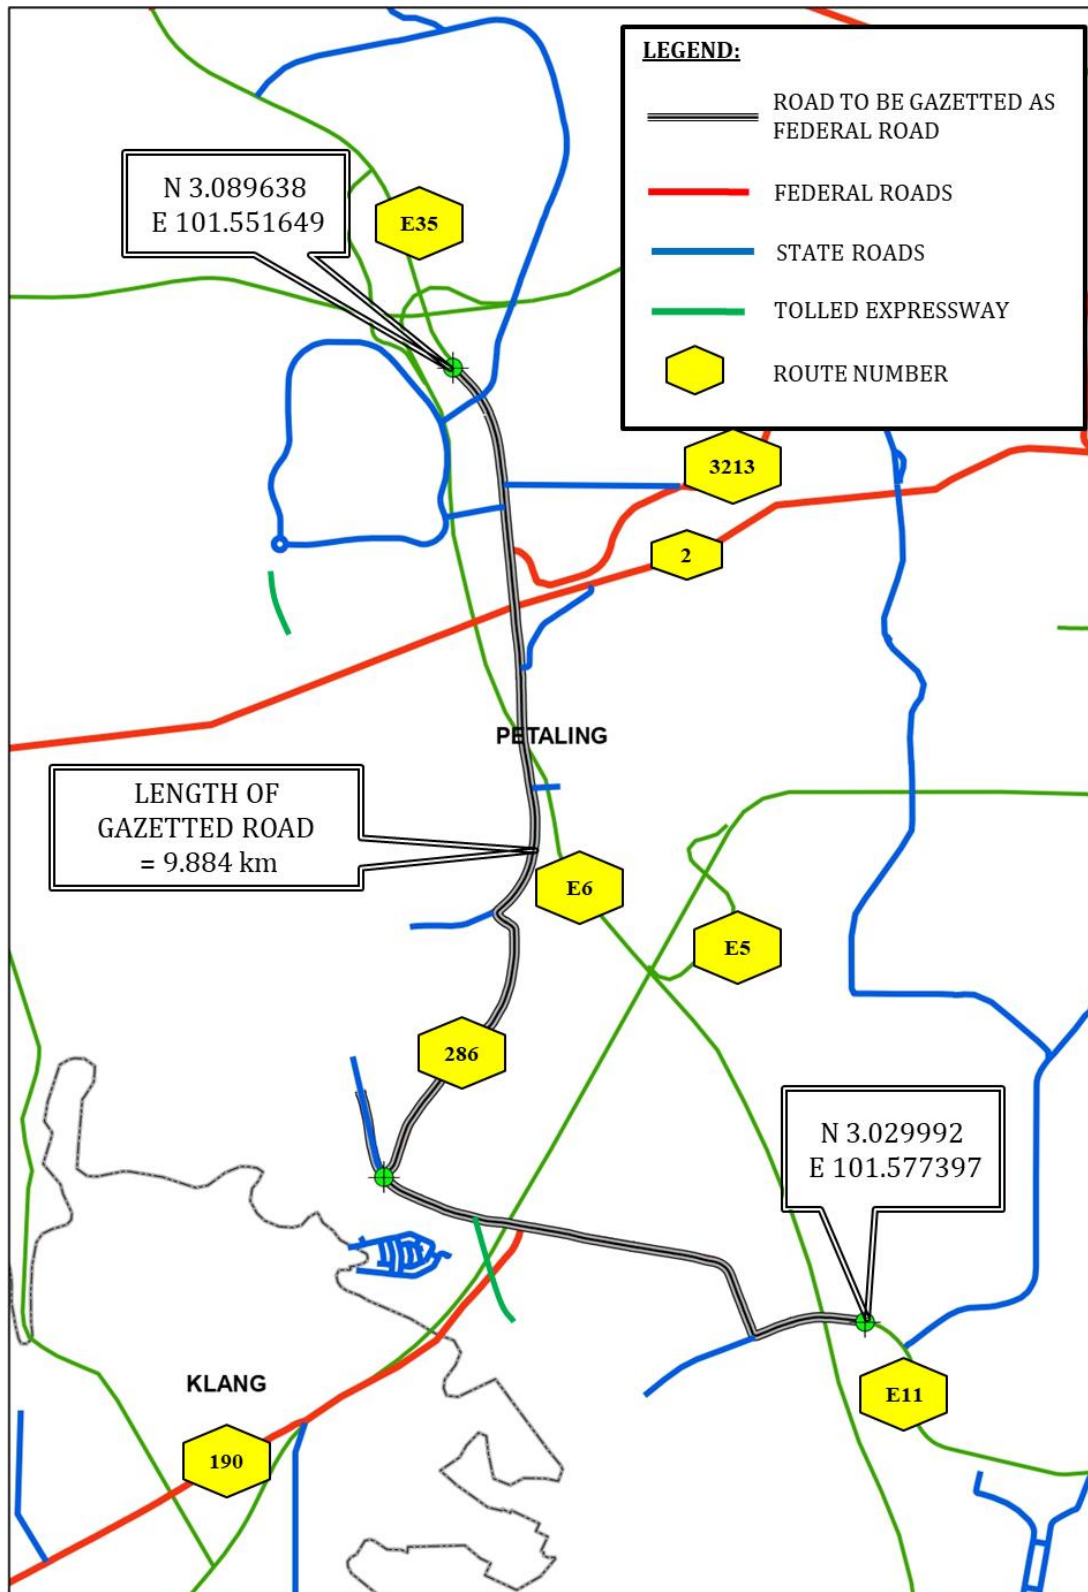 LEGEND:
ROAD TO BE GAZETTED AS
FEDERAL ROAD
FEDERAL ROADS
STATE ROADS
TOLLED EXPRESSWAY
ROUTE NUMBER
N 3.089638
E 101.551649
E35
3213
2
PETALING
LENGTH OF
GAZETTED ROAD
= 9.884 km
E6
E5
286
N 3.029992
E 101.577397
KLANG
E11
190